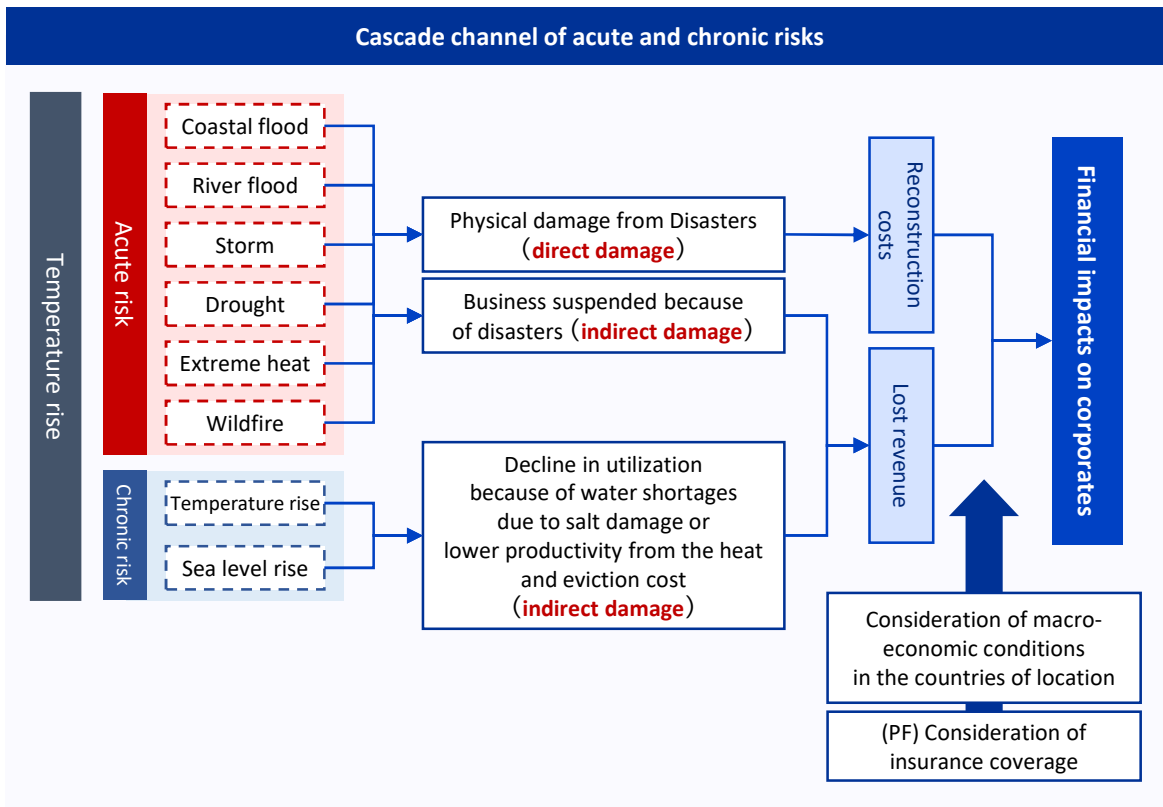 Cascade channel of acute and chronic risks
Temperature rise
Acute risk
Coastal flood
River flood
Storm
Drought
Extreme heat
Wildfire
Chronic risk
Temperature rise
Sea level rise
Physical damage from Disasters
（direct damage）
Business suspended because
of disasters（indirect damage）
Decline in utilization
because of water shortages
due to salt damage or
lower productivity from the heat
and eviction cost
（indirect damage）
Reconstruction
costs
Lost revenue
Financial impacts on corporates
Consideration of macro-
economic conditions
in the countries of location
(PF) Consideration of
insurance coverage